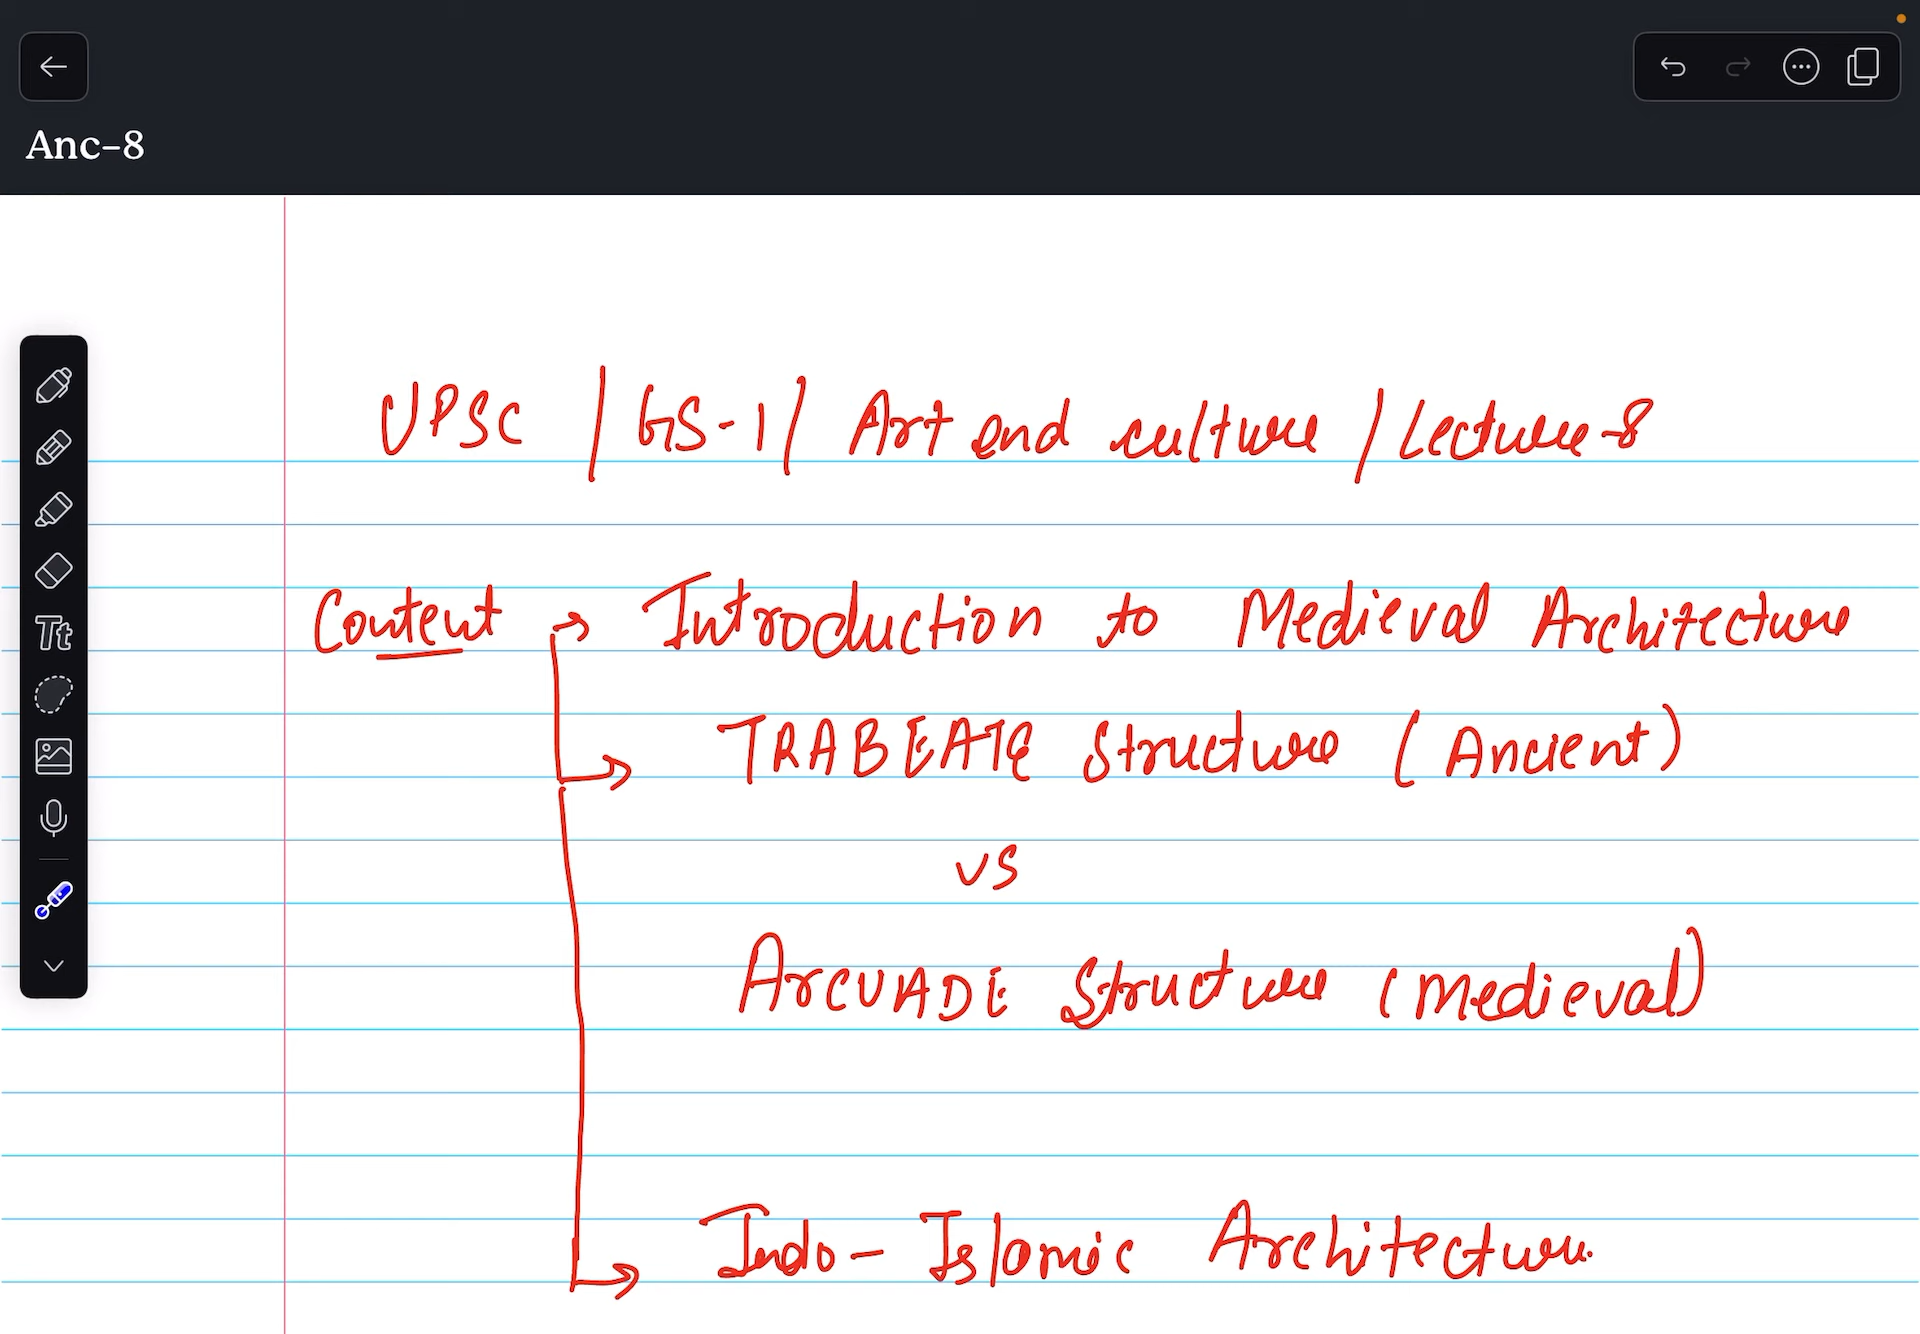 Anc-8
UPSC / GS-1 / Art and culture / Lecture-8
Content → Introduction to Medieval Architecture
TRABEATE Structure (Ancient)
vs
ArCUADE Structure (Medieval)
Indo-Islamic Architecture
Tt